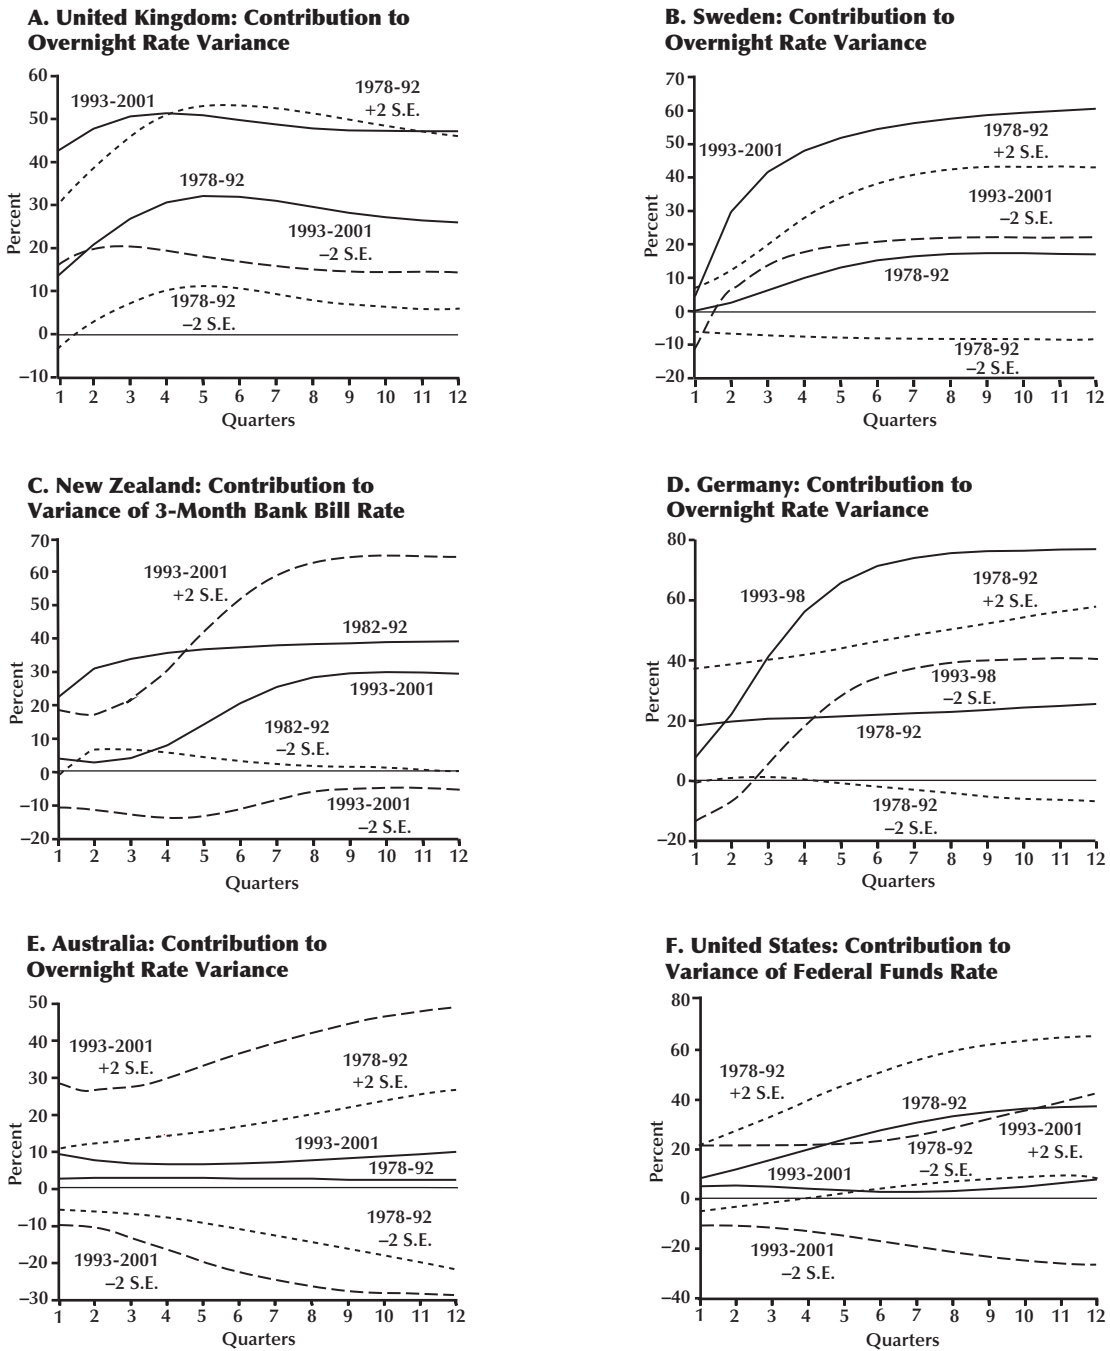 A. United Kingdom: Contribution to
Overnight Rate Variance
60
50
40
30
20
10
0
–10
Percent
1993-2001
1978-92
+2 S.E.
1978-92
1993-2001
–2 S.E.
1978-92
–2 S.E.
1 2 3 4 5 6 7 8 9 10 11 12
Quarters
B. Sweden: Contribution to
Overnight Rate Variance
70
60
50
40
30
20
10
0
–10
–20
Percent
1993-2001
1978-92
+2 S.E.
1993-2001
–2 S.E.
1978-92
1978-92
–2 S.E.
1 2 3 4 5 6 7 8 9 10 11 12
Quarters
C. New Zealand: Contribution to
Variance of 3-Month Bank Bill Rate
70
60
50
40
30
20
10
0
–10
–20
Percent
1993-2001
+2 S.E.
1982-92
1993-2001
1982-92
–2 S.E.
1993-2001
–2 S.E.
1 2 3 4 5 6 7 8 9 10 11 12
Quarters
D. Germany: Contribution to
Overnight Rate Variance
80
60
40
20
0
–20
Percent
1993-98
1978-92
+2 S.E.
1993-98
–2 S.E.
1978-92
1978-92
–2 S.E.
1 2 3 4 5 6 7 8 9 10 11 12
Quarters
E. Australia: Contribution to
Overnight Rate Variance
50
40
30
20
10
0
–10
–20
–30
Percent
1993-2001
+2 S.E.
1978-92
+2 S.E.
1993-2001
1978-92
1978-92
–2 S.E.
1993-2001
–2 S.E.
1 2 3 4 5 6 7 8 9 10 11 12
Quarters
F. United States: Contribution to
Variance of Federal Funds Rate
80
60
40
20
0
–20
–40
Percent
1978-92
+2 S.E.
1978-92
1993-2001
+2 S.E.
1978-92
–2 S.E.
1993-2001
1993-2001
–2 S.E.
1 2 3 4 5 6 7 8 9 10 11 12
Quarters